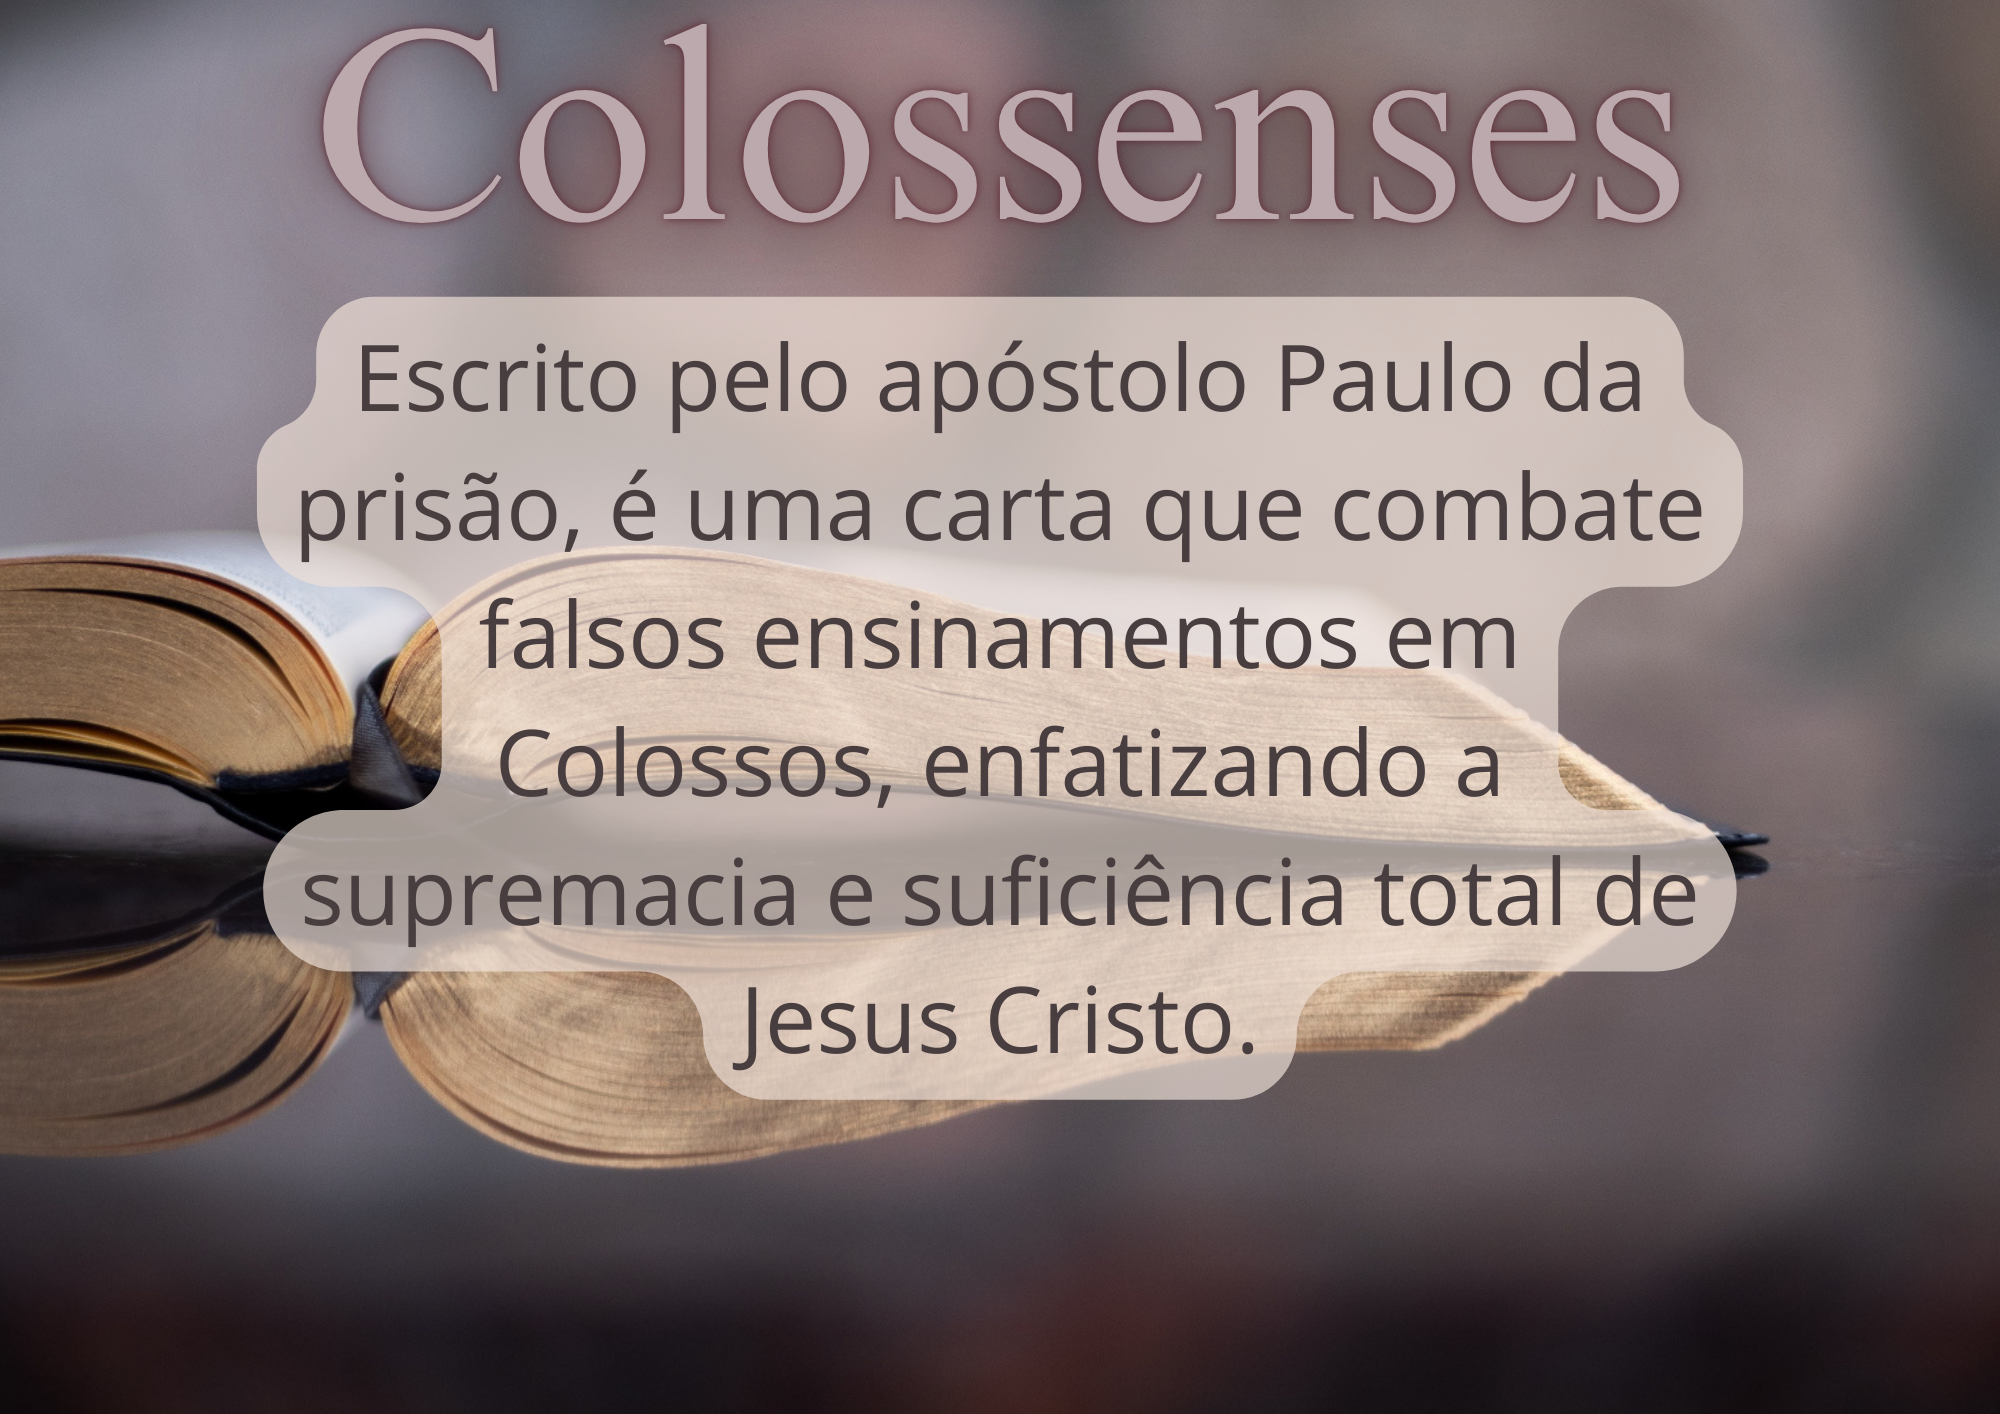 Colossenses
Escrito pelo apóstolo Paulo da
prisão, é uma carta que combate
falsos ensinamentos em
Colossos, enfatizando a
supremacia e suficiência total de
Jesus Cristo.